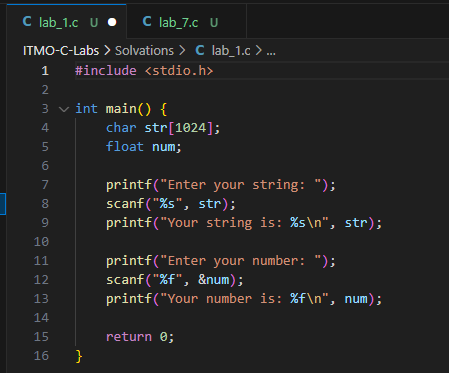 C lab_1.c U ● C lab_7.c U
ITMO-C-Labs > Solvations > C lab_1.c > ...
1 #include <stdio.h>
2
3 int main() {
4 char str[1024];
5 float num;
6
7 printf("Enter your string: ");
8 scanf("%s", str);
9 printf("Your string is: %s\n", str);
10
11 printf("Enter your number: ");
12 scanf("%f", &num);
13 printf("Your number is: %f\n", num);
14
15 return 0;
16 }